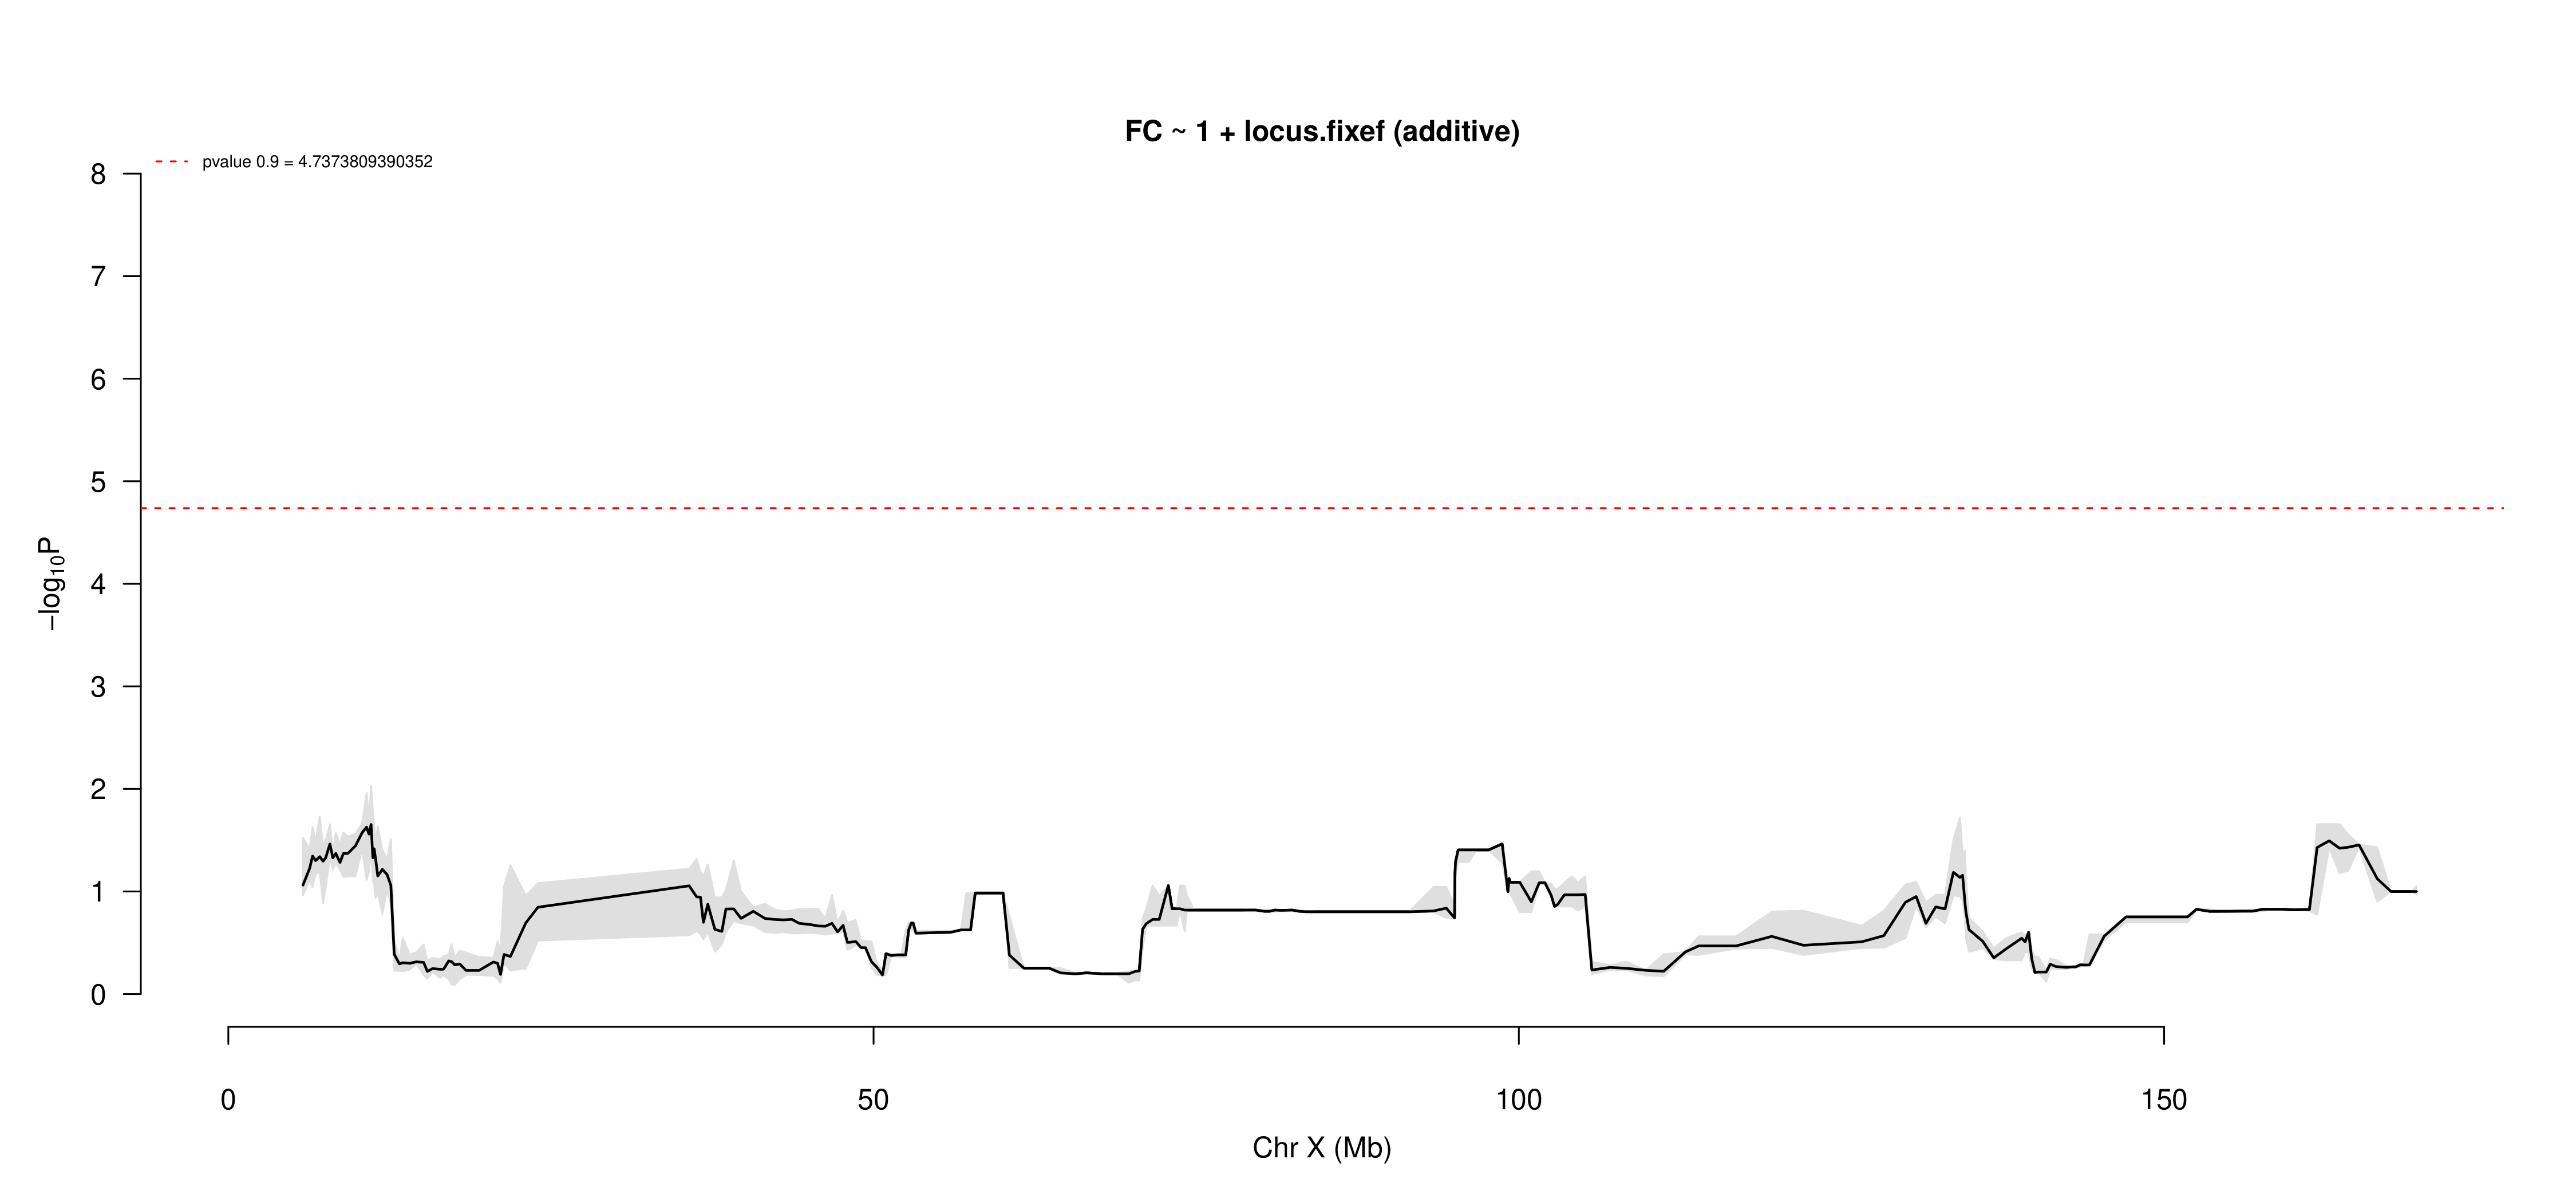 FC ~ 1 + locus.fixef (additive)
pvalue 0.9 = 4.7373809390352
8
7
6
5
4
3
2
1
0
−log10P
0 50 100 150
Chr X (Mb)